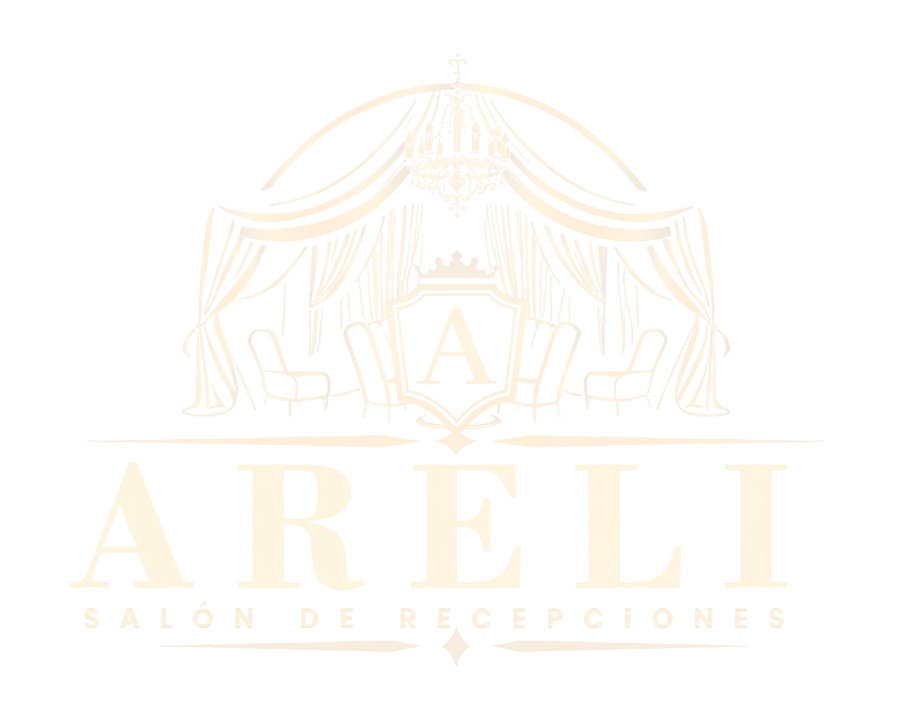 A
ARELI
SALÓN DE RECEPCIONES